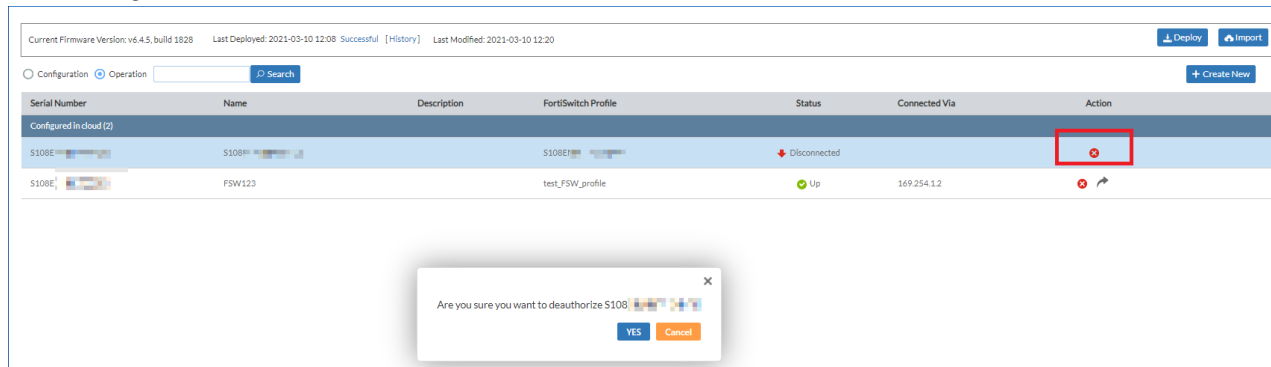 Current Firmware Version: v6.4.5, build 1828 Last Deployed: 2021-03-10 12:08 Successful [History] Last Modified: 2021-03-10 12:20 Deploy Import
Configuration Operation Search + Create New
Serial Number Name Description FortiSwitch Profile Status Connected Via Action
Configured in cloud (2)
S108E S108 S108E Disconnected
S108E FSW123 test_FSW_profile Up 169.254.1.2
Are you sure you want to deauthorize S108
YES Cancel